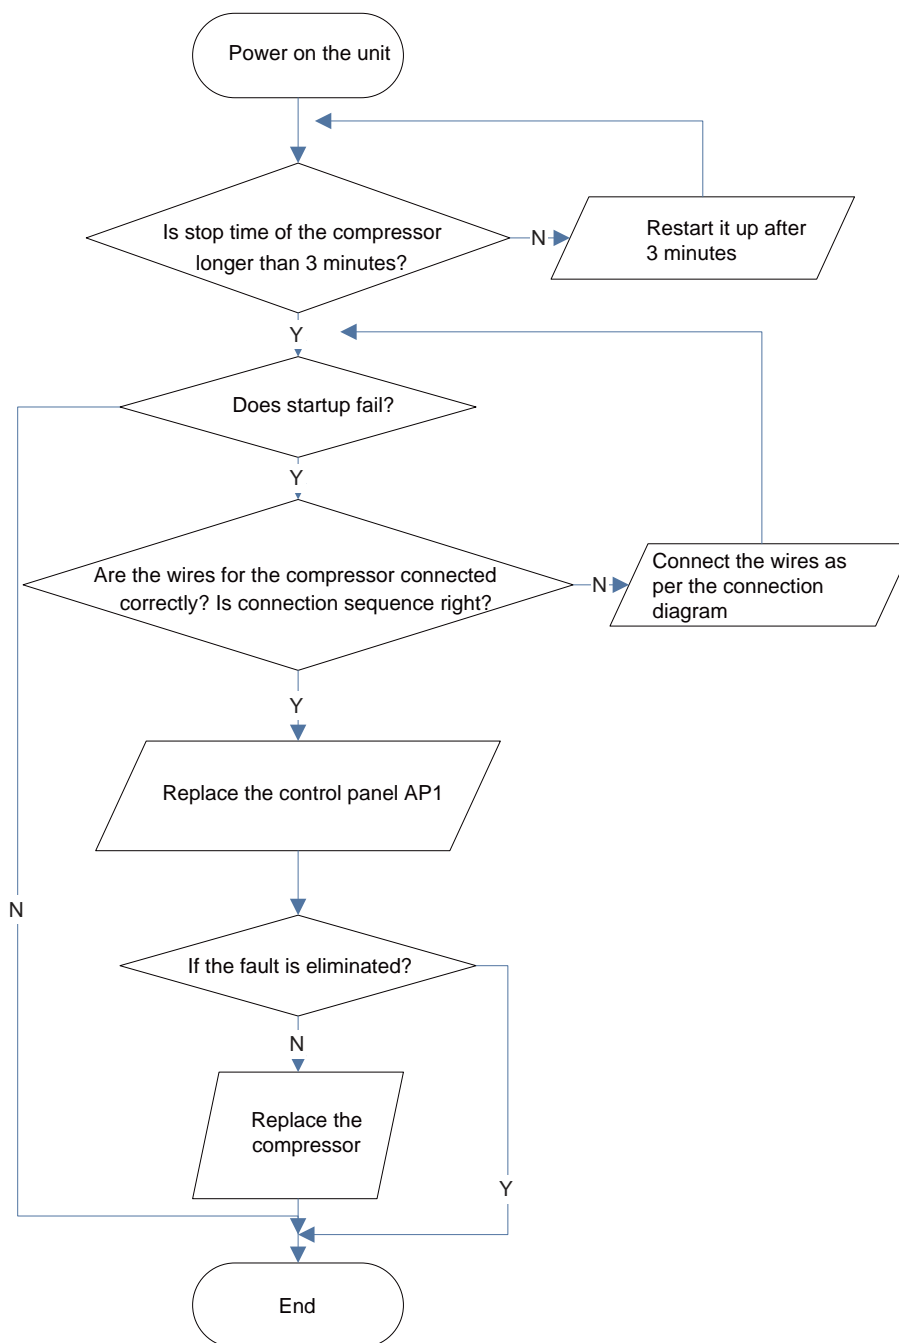 Power on the unit
Is stop time of the compressor
longer than 3 minutes?
N
Restart it up after
3 minutes
Y
Does startup fail?
Y
Are the wires for the compressor connected
correctly? Is connection sequence right?
N
Connect the wires as
per the connection
diagram
Y
Replace the control panel AP1
N
If the fault is eliminated?
N
Replace the
compressor
Y
End